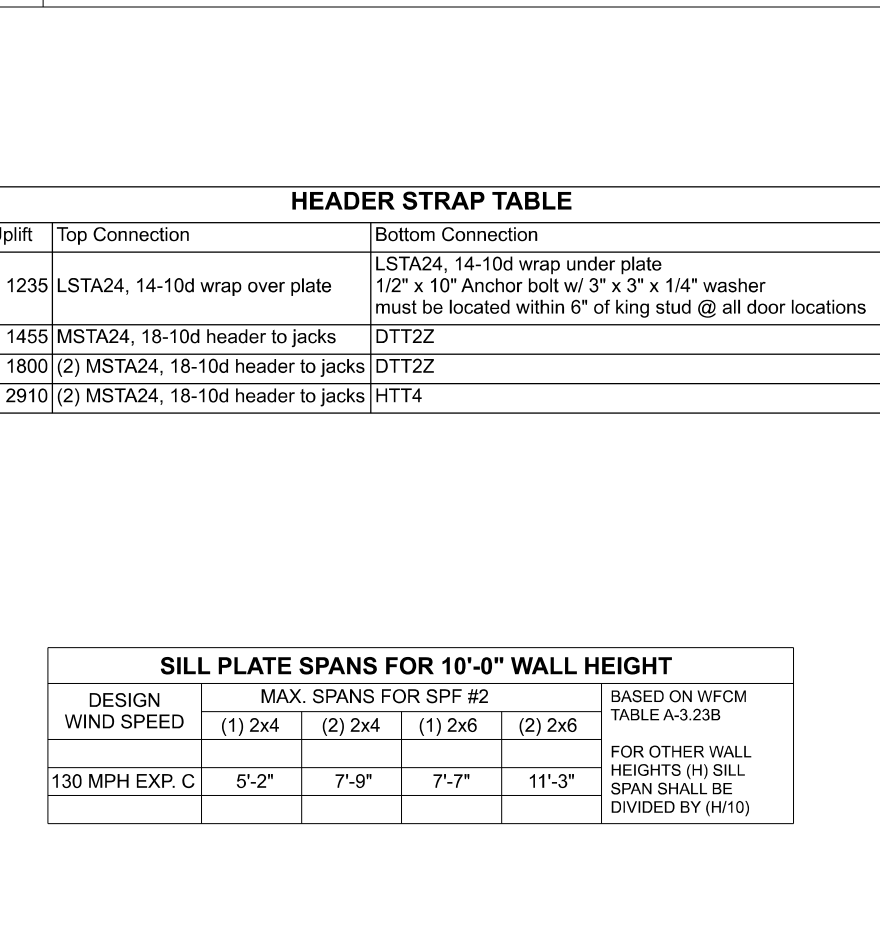 HEADER STRAP TABLE
Uplift Top Connection Bottom Connection
1235 LSTA24, 14-10d wrap over plate LSTA24, 14-10d wrap under plate
1/2" x 10" Anchor bolt w/ 3" x 3" x 1/4" washer
must be located within 6" of king stud @ all door locations
1455 MSTA24, 18-10d header to jacks DTT2Z
1800 (2) MSTA24, 18-10d header to jacks DTT2Z
2910 (2) MSTA24, 18-10d header to jacks HTT4
SILL PLATE SPANS FOR 10'-0" WALL HEIGHT
DESIGN
WIND SPEED
MAX. SPANS FOR SPF #2
(1) 2x4 (2) 2x4 (1) 2x6 (2) 2x6
130 MPH EXP. C 5'-2" 7'-9" 7'-7" 11'-3"
BASED ON WFCM
TABLE A-3.23B
FOR OTHER WALL
HEIGHTS (H) SILL
SPAN SHALL BE
DIVIDED BY (H/10)